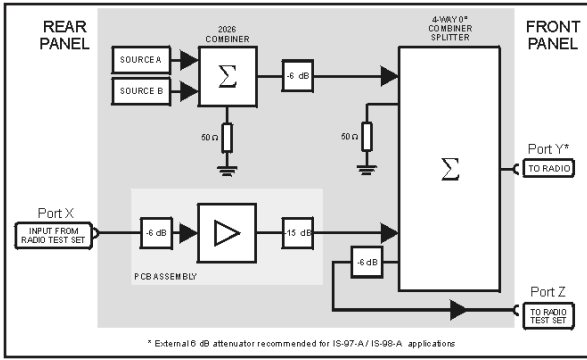 REAR
PANEL
FRONT
PANEL
2026
COMBINER
4-WAY 0°
COMBINER
SPLITTER
SOURCE A
SOURCE B
Σ
-6 dB
50 Ω
50 Ω
Σ
Port Y*
TO RADIO
Port X
INPUT FROM
RADIO TEST SET
-6 dB
-15 dB
-6 dB
PCB ASSEMBLY
Port Z
TO RADIO
TEST SET
* External 6 dB attenuator recommended for IS-97-A / IS-98-A applications